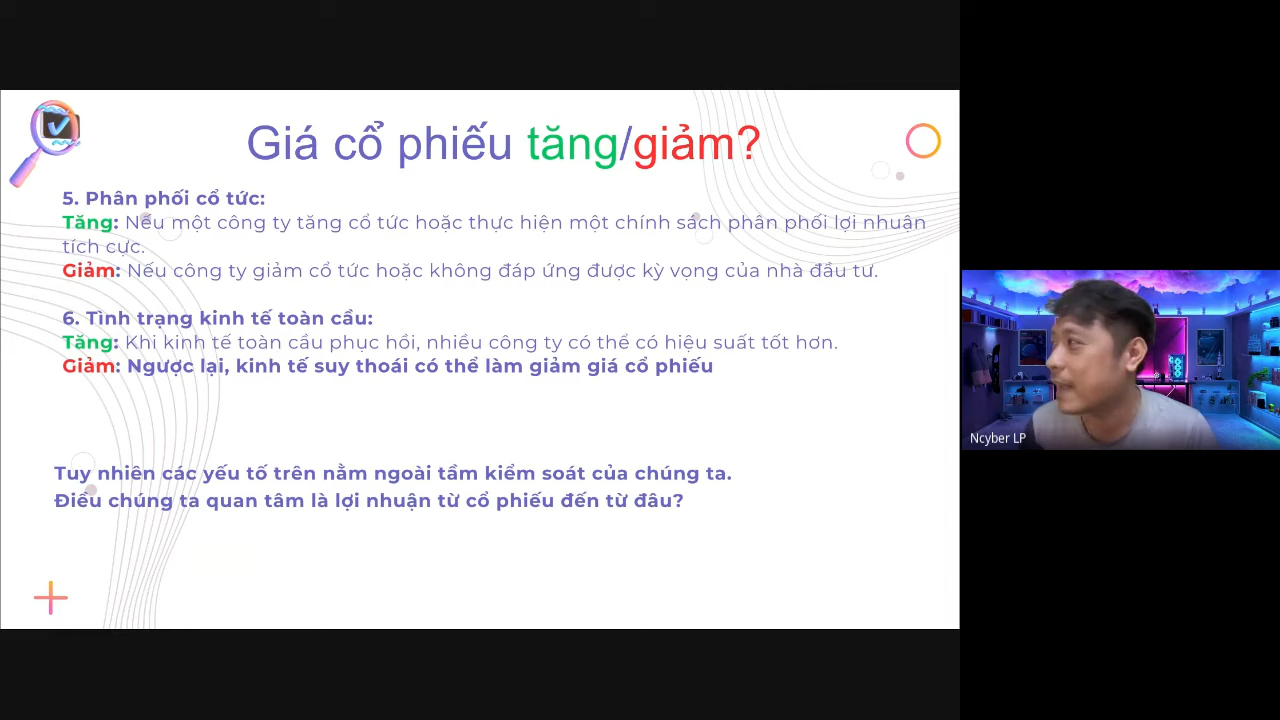 Giá cổ phiếu tăng/giảm?
5. Phân phối cổ tức:
Tăng: Nếu một công ty tăng cổ tức hoặc thực hiện một chính sách phân phối lợi nhuận
tích cực.
Giảm: Nếu công ty giảm cổ tức hoặc không đáp ứng được kỳ vọng của nhà đầu tư.
6. Tình trạng kinh tế toàn cầu:
Tăng: Khi kinh tế toàn cầu phục hồi, nhiều công ty có thể có hiệu suất tốt hơn.
Giảm: Ngược lại, kinh tế suy thoái có thể làm giảm giá cổ phiếu
Tuy nhiên các yếu tố trên nằm ngoài tầm kiểm soát của chúng ta.
Điều chúng ta quan tâm là lợi nhuận từ cổ phiếu đến từ đâu?
Ncyber LP